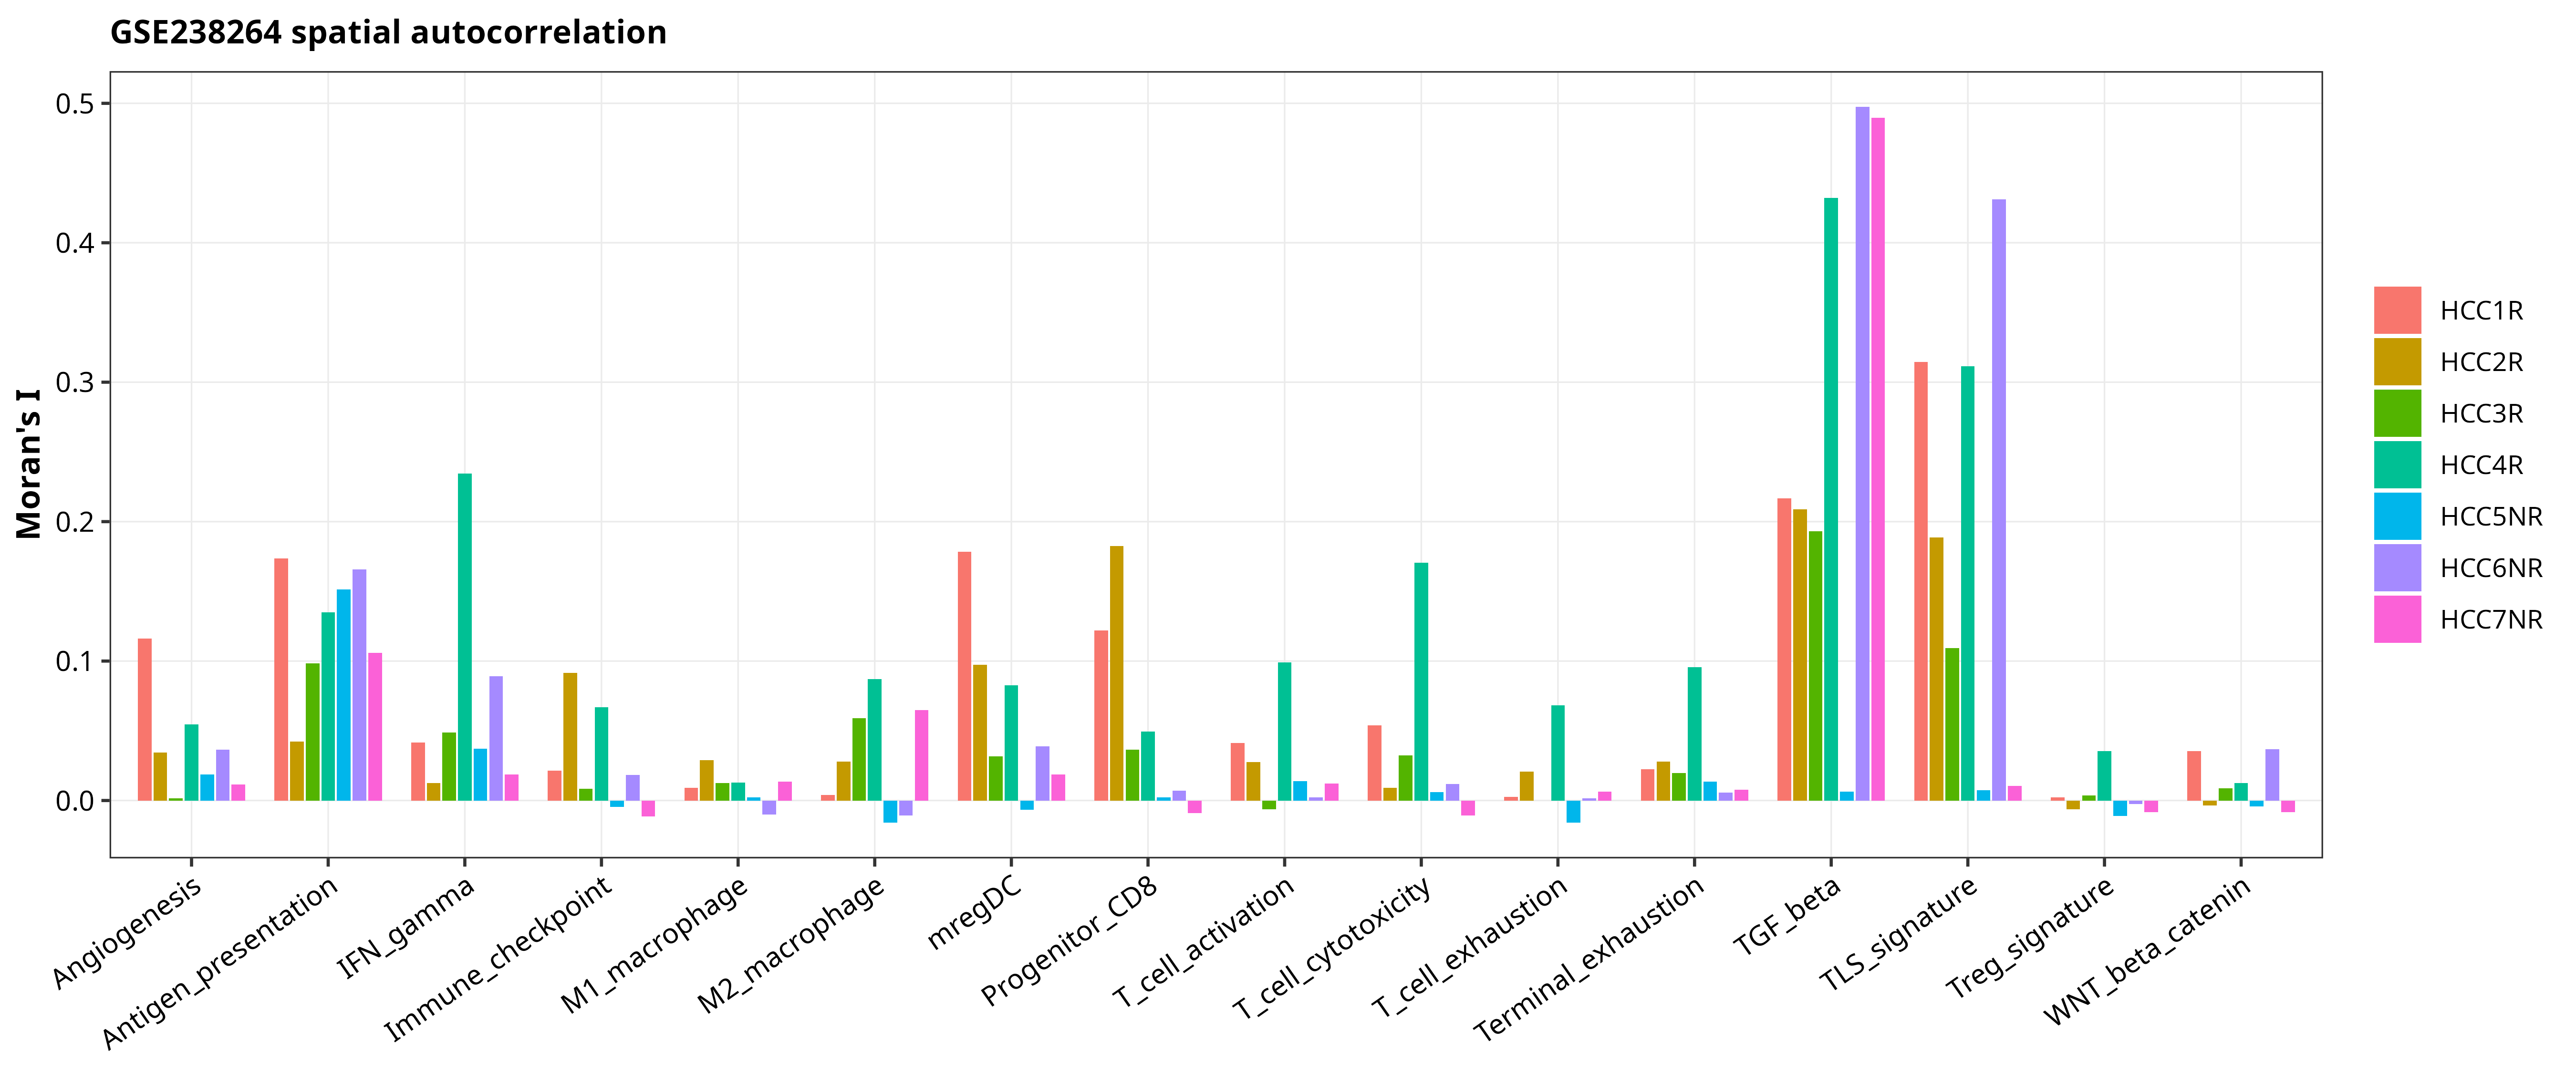 GSE238264 spatial autocorrelation
Moran's I
0.5
0.4
0.3
0.2
0.1
0.0
Angiogenesis
Antigen_presentation
IFN_gamma
Immune_checkpoint
M1_macrophage
M2_macrophage
mregDC
Progenitor_CD8
T_cell_activation
T_cell_cytotoxicity
T_cell_exhaustion
Terminal_exhaustion
TGF_beta
TLS_signature
Treg_signature
WNT_beta_catenin
HCC1R
HCC2R
HCC3R
HCC4R
HCC5NR
HCC6NR
HCC7NR